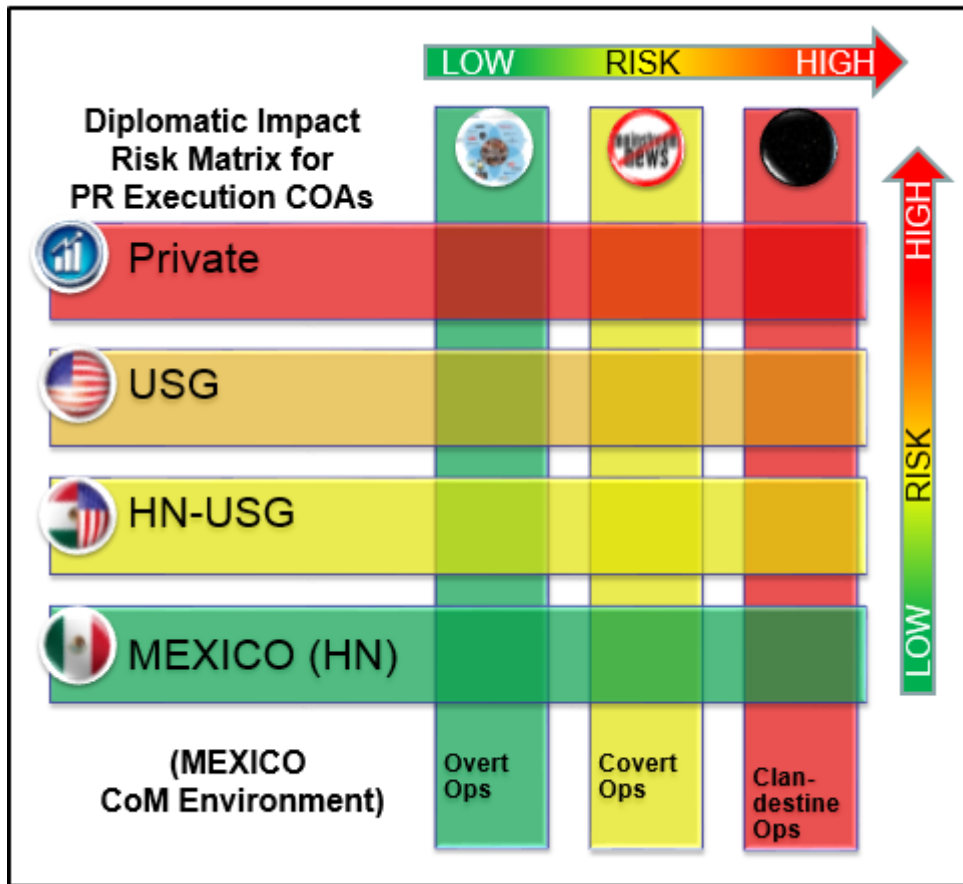 LOW RISK HIGH
Diplomatic Impact
Risk Matrix for
PR Execution COAs
news
HIGH
RISK
LOW
Private
USG
HN-USG
MEXICO (HN)
(MEXICO
CoM Environment)
Overt
Ops
Covert
Ops
Clan-
destine
Ops